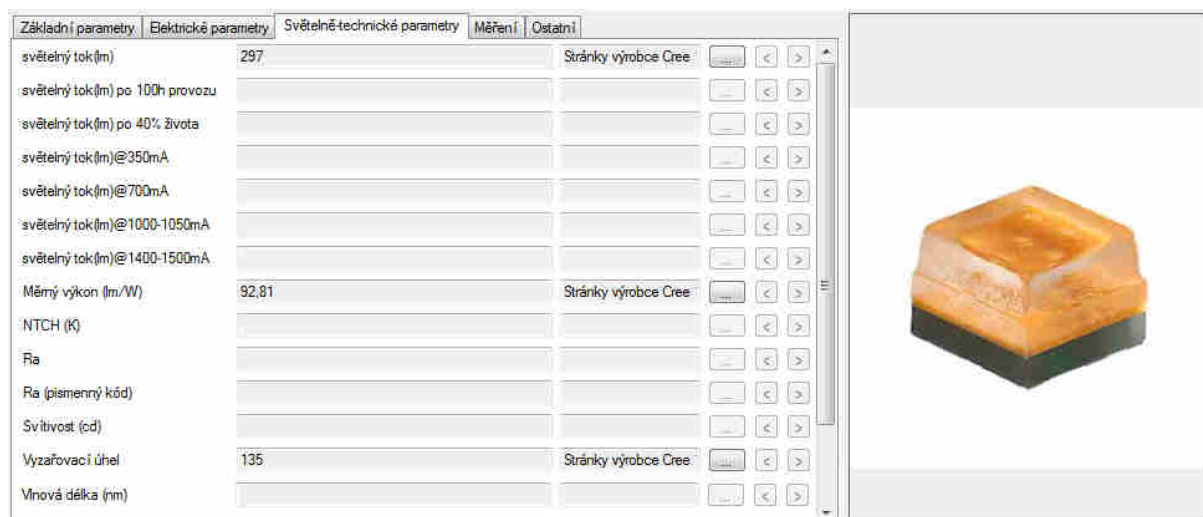 Základní parametry Elektrické parametry Světelně-technické parametry Měření Ostatní
světelný tok(lm) 297 Stránky výrobce Cree ... < >
světelný tok(lm) po 100h provozu ... < >
světelný tok(lm) po 40% života ... < >
světelný tok(lm)@350mA ... < >
světelný tok(lm)@700mA ... < >
světelný tok(lm)@1000-1050mA ... < >
světelný tok(lm)@1400-1500mA ... < >
Měrný výkon (lm/W) 92,81 Stránky výrobce Cree ... < >
NTCH (K) ... < >
Ra ... < >
Ra (pismenný kód) ... < >
Svítivost (cd) ... < >
Vyzařovací úhel 135 Stránky výrobce Cree ... < >
Vlnová délka (nm) ... < >